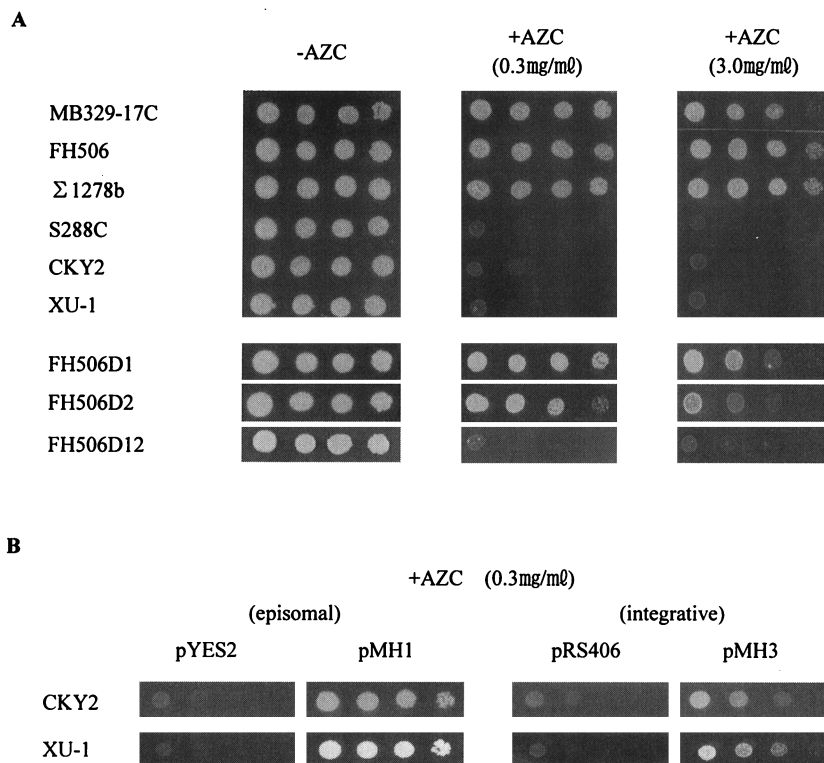 A
-AZC
+AZC
(0.3㎎/㎖)
+AZC
(3.0㎎/㎖)
MB329-17C
FH506
Σ1278b
S288C
CKY2
XU-1
FH506D1
FH506D2
FH506D12
B
+AZC (0.3㎎/㎖)
(episomal) (integrative)
pYES2 pMH1 pRS406 pMH3
CKY2
XU-1